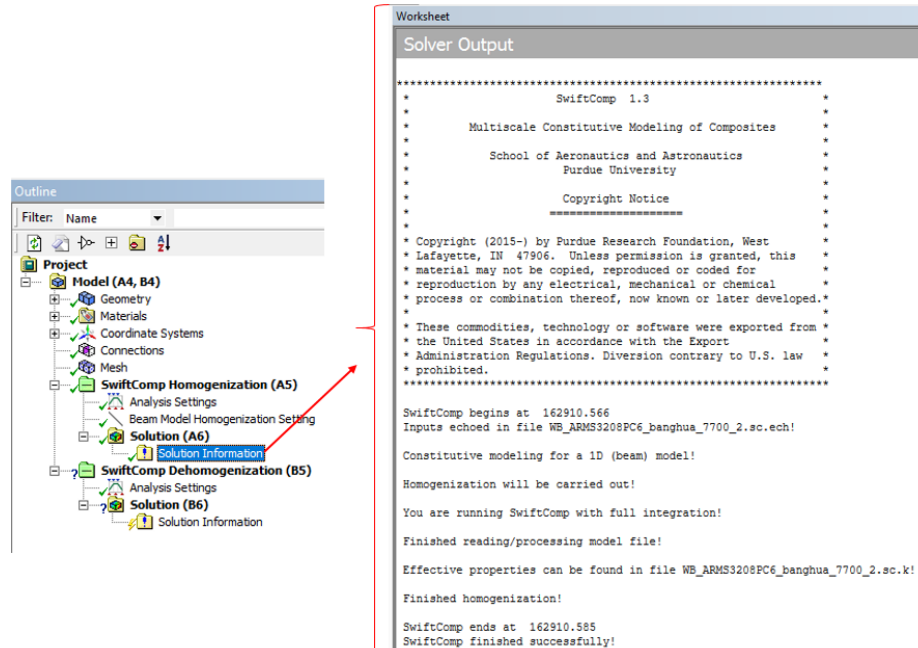 Outline
Filter: Name
Project
Model (A4, B4)
Geometry
Materials
Coordinate Systems
Connections
Mesh
SwiftComp Homogenization (A5)
Analysis Settings
Beam Model Homogenization Setting
Solution (A6)
Solution Information
SwiftComp Dehomogenization (B5)
Analysis Settings
Solution (B6)
Solution Information
Worksheet
Solver Output
****************************************************************
* SwiftComp 1.3 *
* *
* Multiscale Constitutive Modeling of Composites *
* *
* School of Aeronautics and Astronautics *
* Purdue University *
* *
* Copyright Notice *
* ==================== *
* *
* Copyright (2015-) by Purdue Research Foundation, West *
* Lafayette, IN 47906. Unless permission is granted, this *
* material may not be copied, reproduced or coded for *
* reproduction by any electrical, mechanical or chemical *
* process or combination thereof, now known or later developed.*
* *
* These commodities, technology or software were exported from *
* the United States in accordance with the Export *
* Administration Regulations. Diversion contrary to U.S. law *
* prohibited. *
****************************************************************
SwiftComp begins at 162910.566
Inputs echoed in file WB_ARMS3208PC6_banghua_7700_2.sc.ech!
Constitutive modeling for a 1D (beam) model!
Homogenization will be carried out!
You are running SwiftComp with full integration!
Finished reading/processing model file!
Effective properties can be found in file WB_ARMS3208PC6_banghua_7700_2.sc.k!
Finished homogenization!
SwiftComp ends at 162910.585
SwiftComp finished successfully!